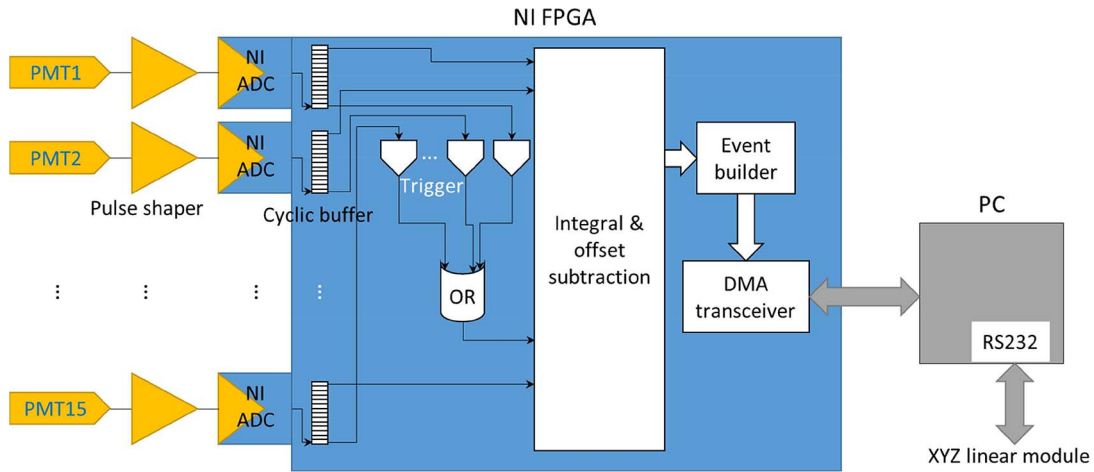 NI FPGA
PMT1
NI
ADC
PMT2
NI
ADC
Pulse shaper
Cyclic buffer
...
Trigger
OR
Integral &
offset
subtraction
Event
builder
DMA
transceiver
PC
RS232
XYZ linear module
PMT15
NI
ADC